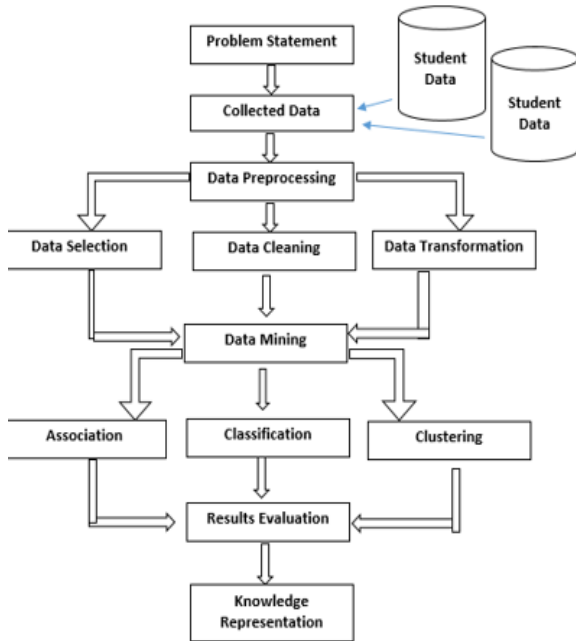 Problem Statement
Student
Data
Student
Data
Collected Data
Data Preprocessing
Data Selection
Data Cleaning
Data Transformation
Data Mining
Association
Classification
Clustering
Results Evaluation
Knowledge
Representation